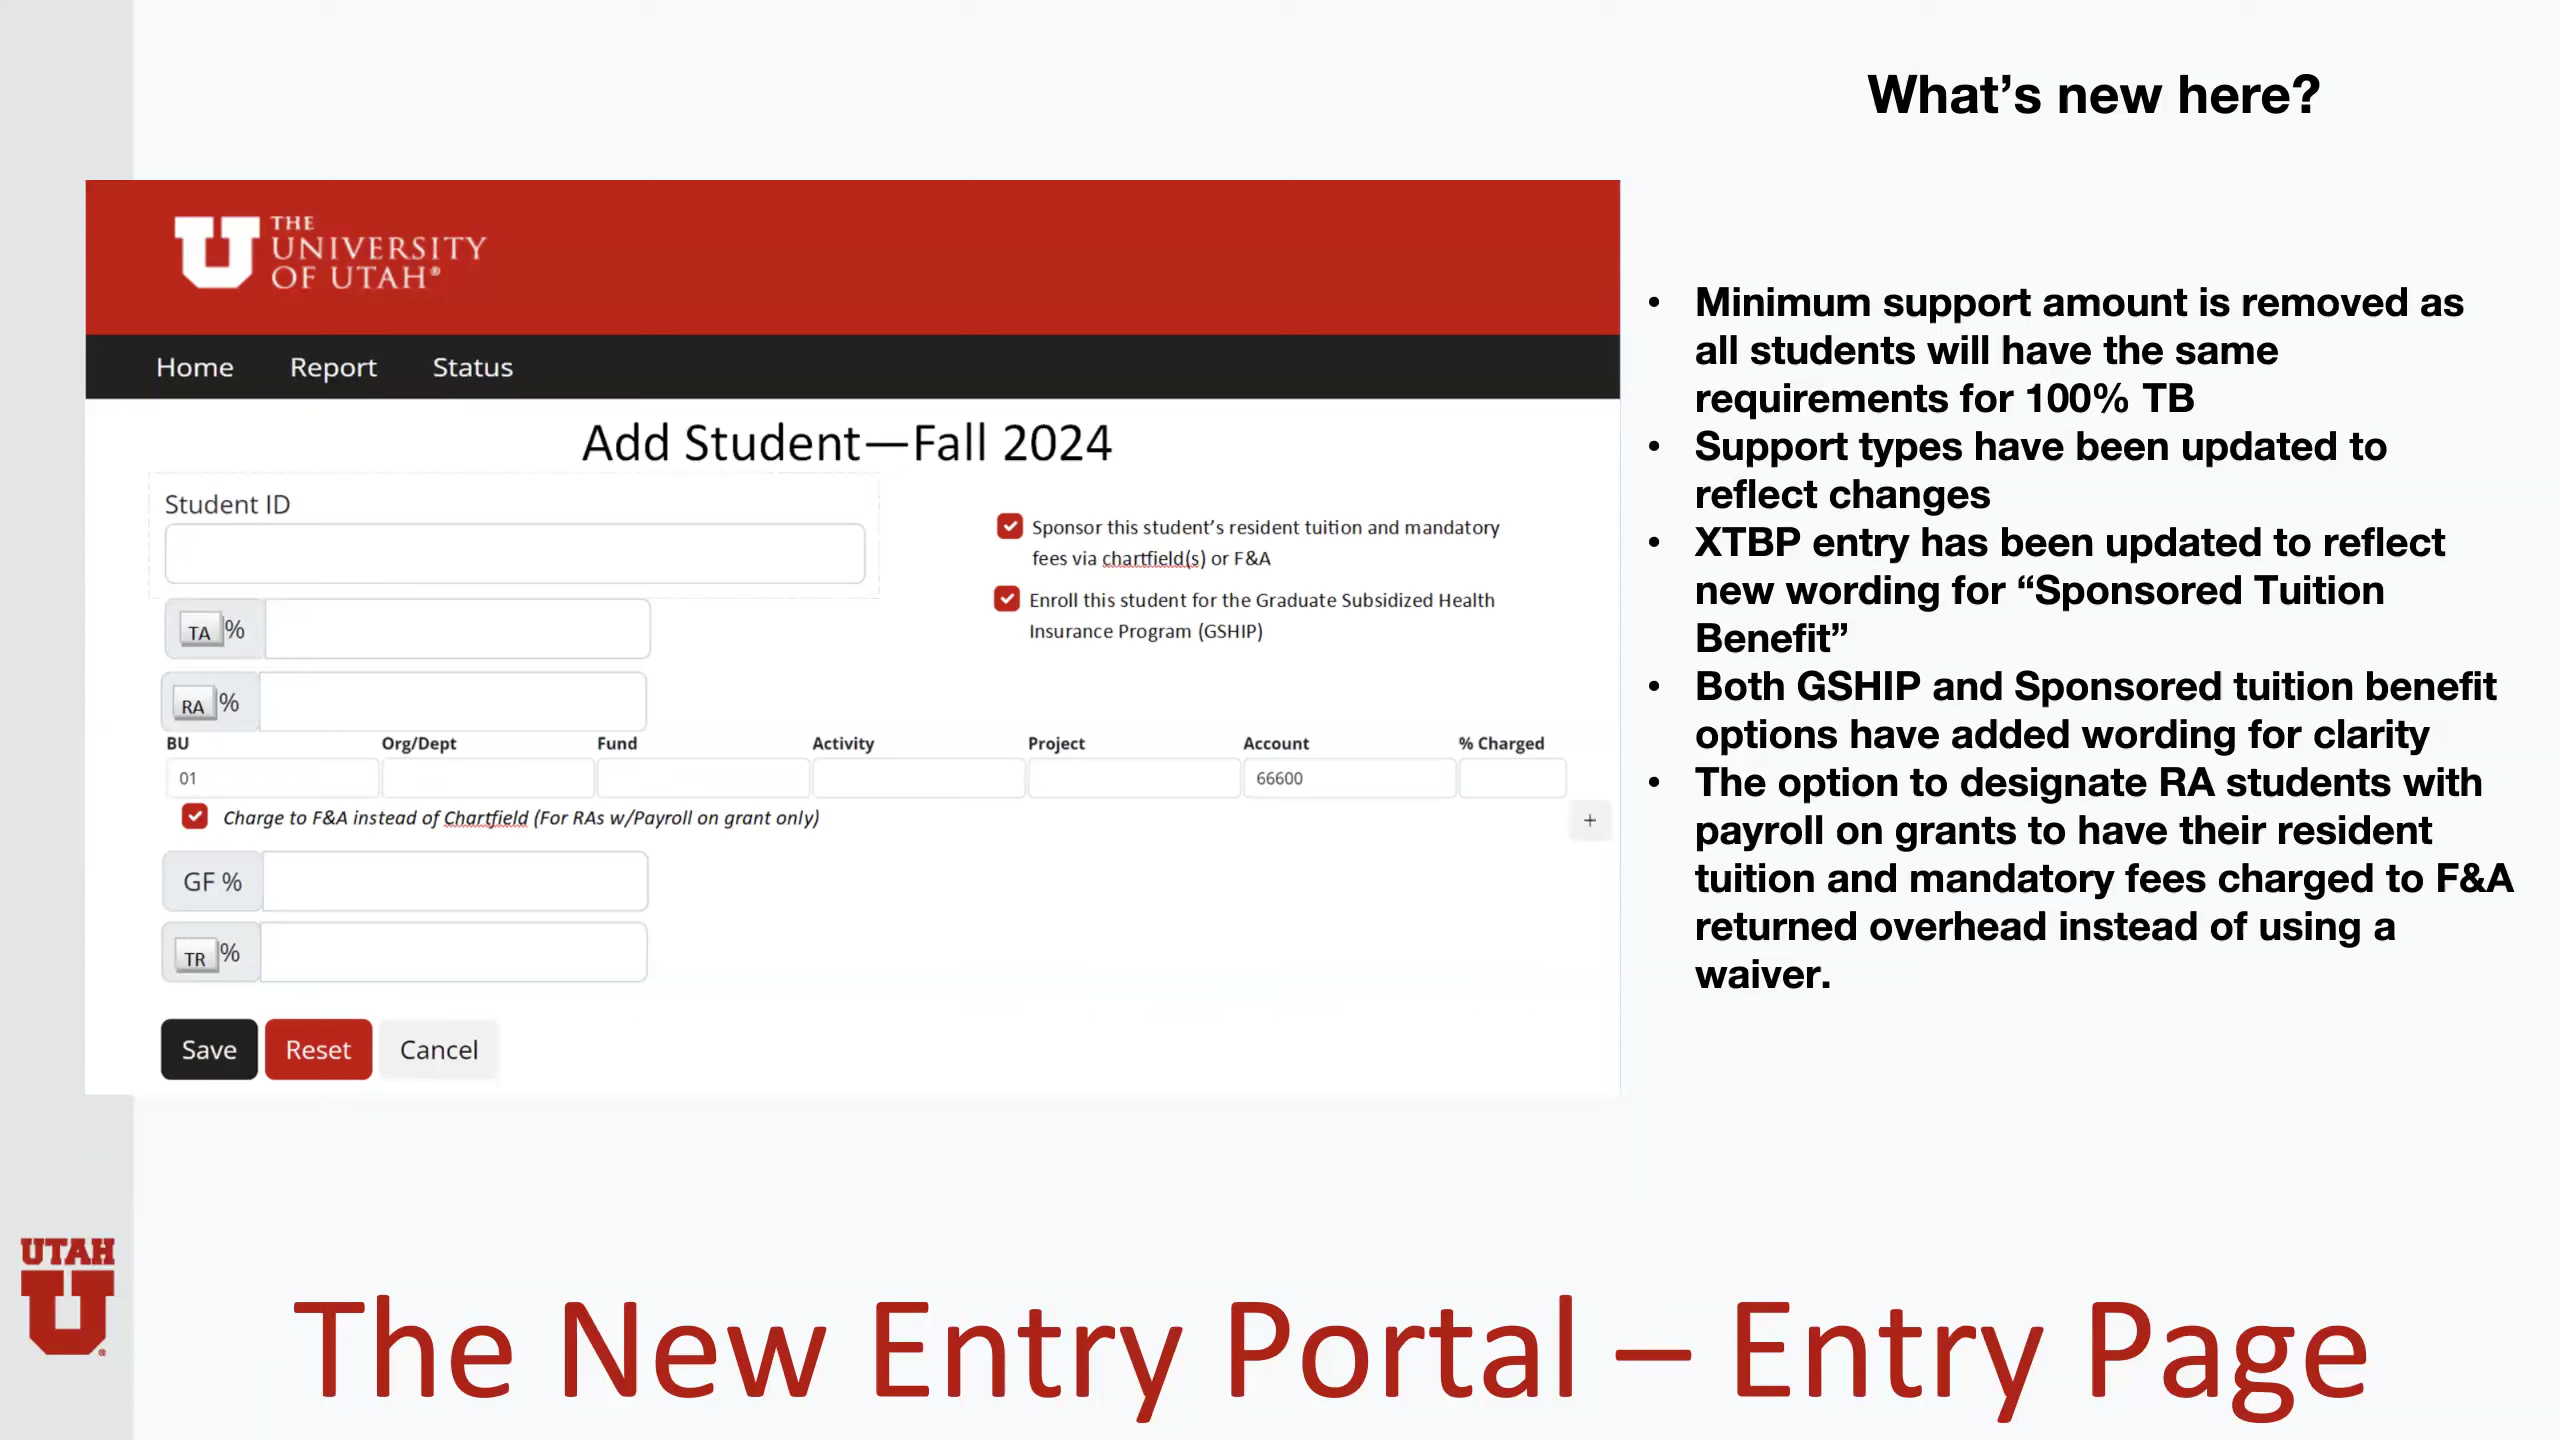 What’s new here?
THE
UNIVERSITY
OF UTAH®
Home Report Status
Add Student—Fall 2024
Student ID
Sponsor this student’s resident tuition and mandatory
fees via chartfield(s) or F&A
Enroll this student for the Graduate Subsidized Health
Insurance Program (GSHIP)
TA %
RA %
BU Org/Dept Fund Activity Project Account % Charged
01 66600
Charge to F&A instead of Chartfield (For RAs w/Payroll on grant only)
+
GF %
TR %
Save Reset Cancel
• Minimum support amount is removed as
all students will have the same
requirements for 100% TB
• Support types have been updated to
reflect changes
• XTBP entry has been updated to reflect
new wording for “Sponsored Tuition
Benefit”
• Both GSHIP and Sponsored tuition benefit
options have added wording for clarity
• The option to designate RA students with
payroll on grants to have their resident
tuition and mandatory fees charged to F&A
returned overhead instead of using a
waiver.
UTAH
U®
The New Entry Portal – Entry Page